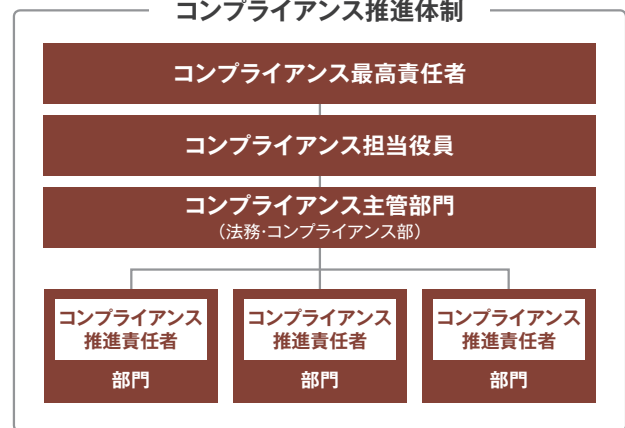 コンプライアンス推進体制
コンプライアンス最高責任者
コンプライアンス担当役員
コンプライアンス主管部門
（法務・コンプライアンス部）
コンプライアンス
推進責任者
部門
コンプライアンス
推進責任者
部門
コンプライアンス
推進責任者
部門